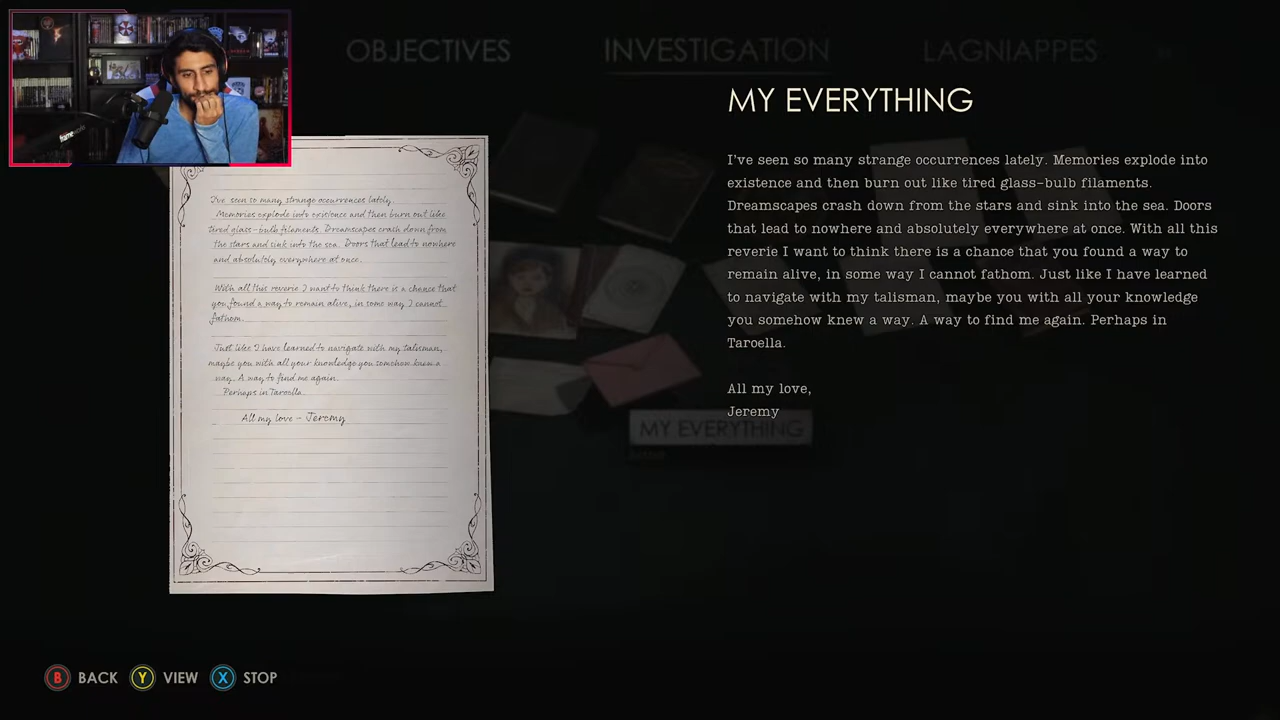 OBJECTIVES
INVESTIGATION
LAGNIAPPES
MY EVERYTHING
I've seen so many strange occurrences lately. Memories explode into
existence and then burn out like tired glass-bulb filaments.
Dreamscapes crash down from the stars and sink into the sea. Doors
that lead to nowhere and absolutely everywhere at once. With all this
reverie I want to think there is a chance that you found a way to
remain alive, in some way I cannot fathom. Just like I have learned
to navigate with my talisman, maybe you with all your knowledge
you somehow knew a way. A way to find me again. Perhaps in
Taroella.
All my love,
Jeremy
I've seen so many strange occurrences lately.
Memories explode into existence and then burn out like
tired glass-bulb filaments. Dreamscapes crash down from
the stars and sink into the sea. Doors that lead to nowhere
and absolutely everywhere at once.
With all this reverie I want to think there is a chance that
you found a way to remain alive, in some way I cannot
fathom.
Just like I have learned to navigate with my talisman,
maybe you with all your knowledge you somehow knew a
way. A way to find me again.
Perhaps in Taroella.
All my love - Jeremy
MY EVERYTHING
B BACK Y VIEW X STOP